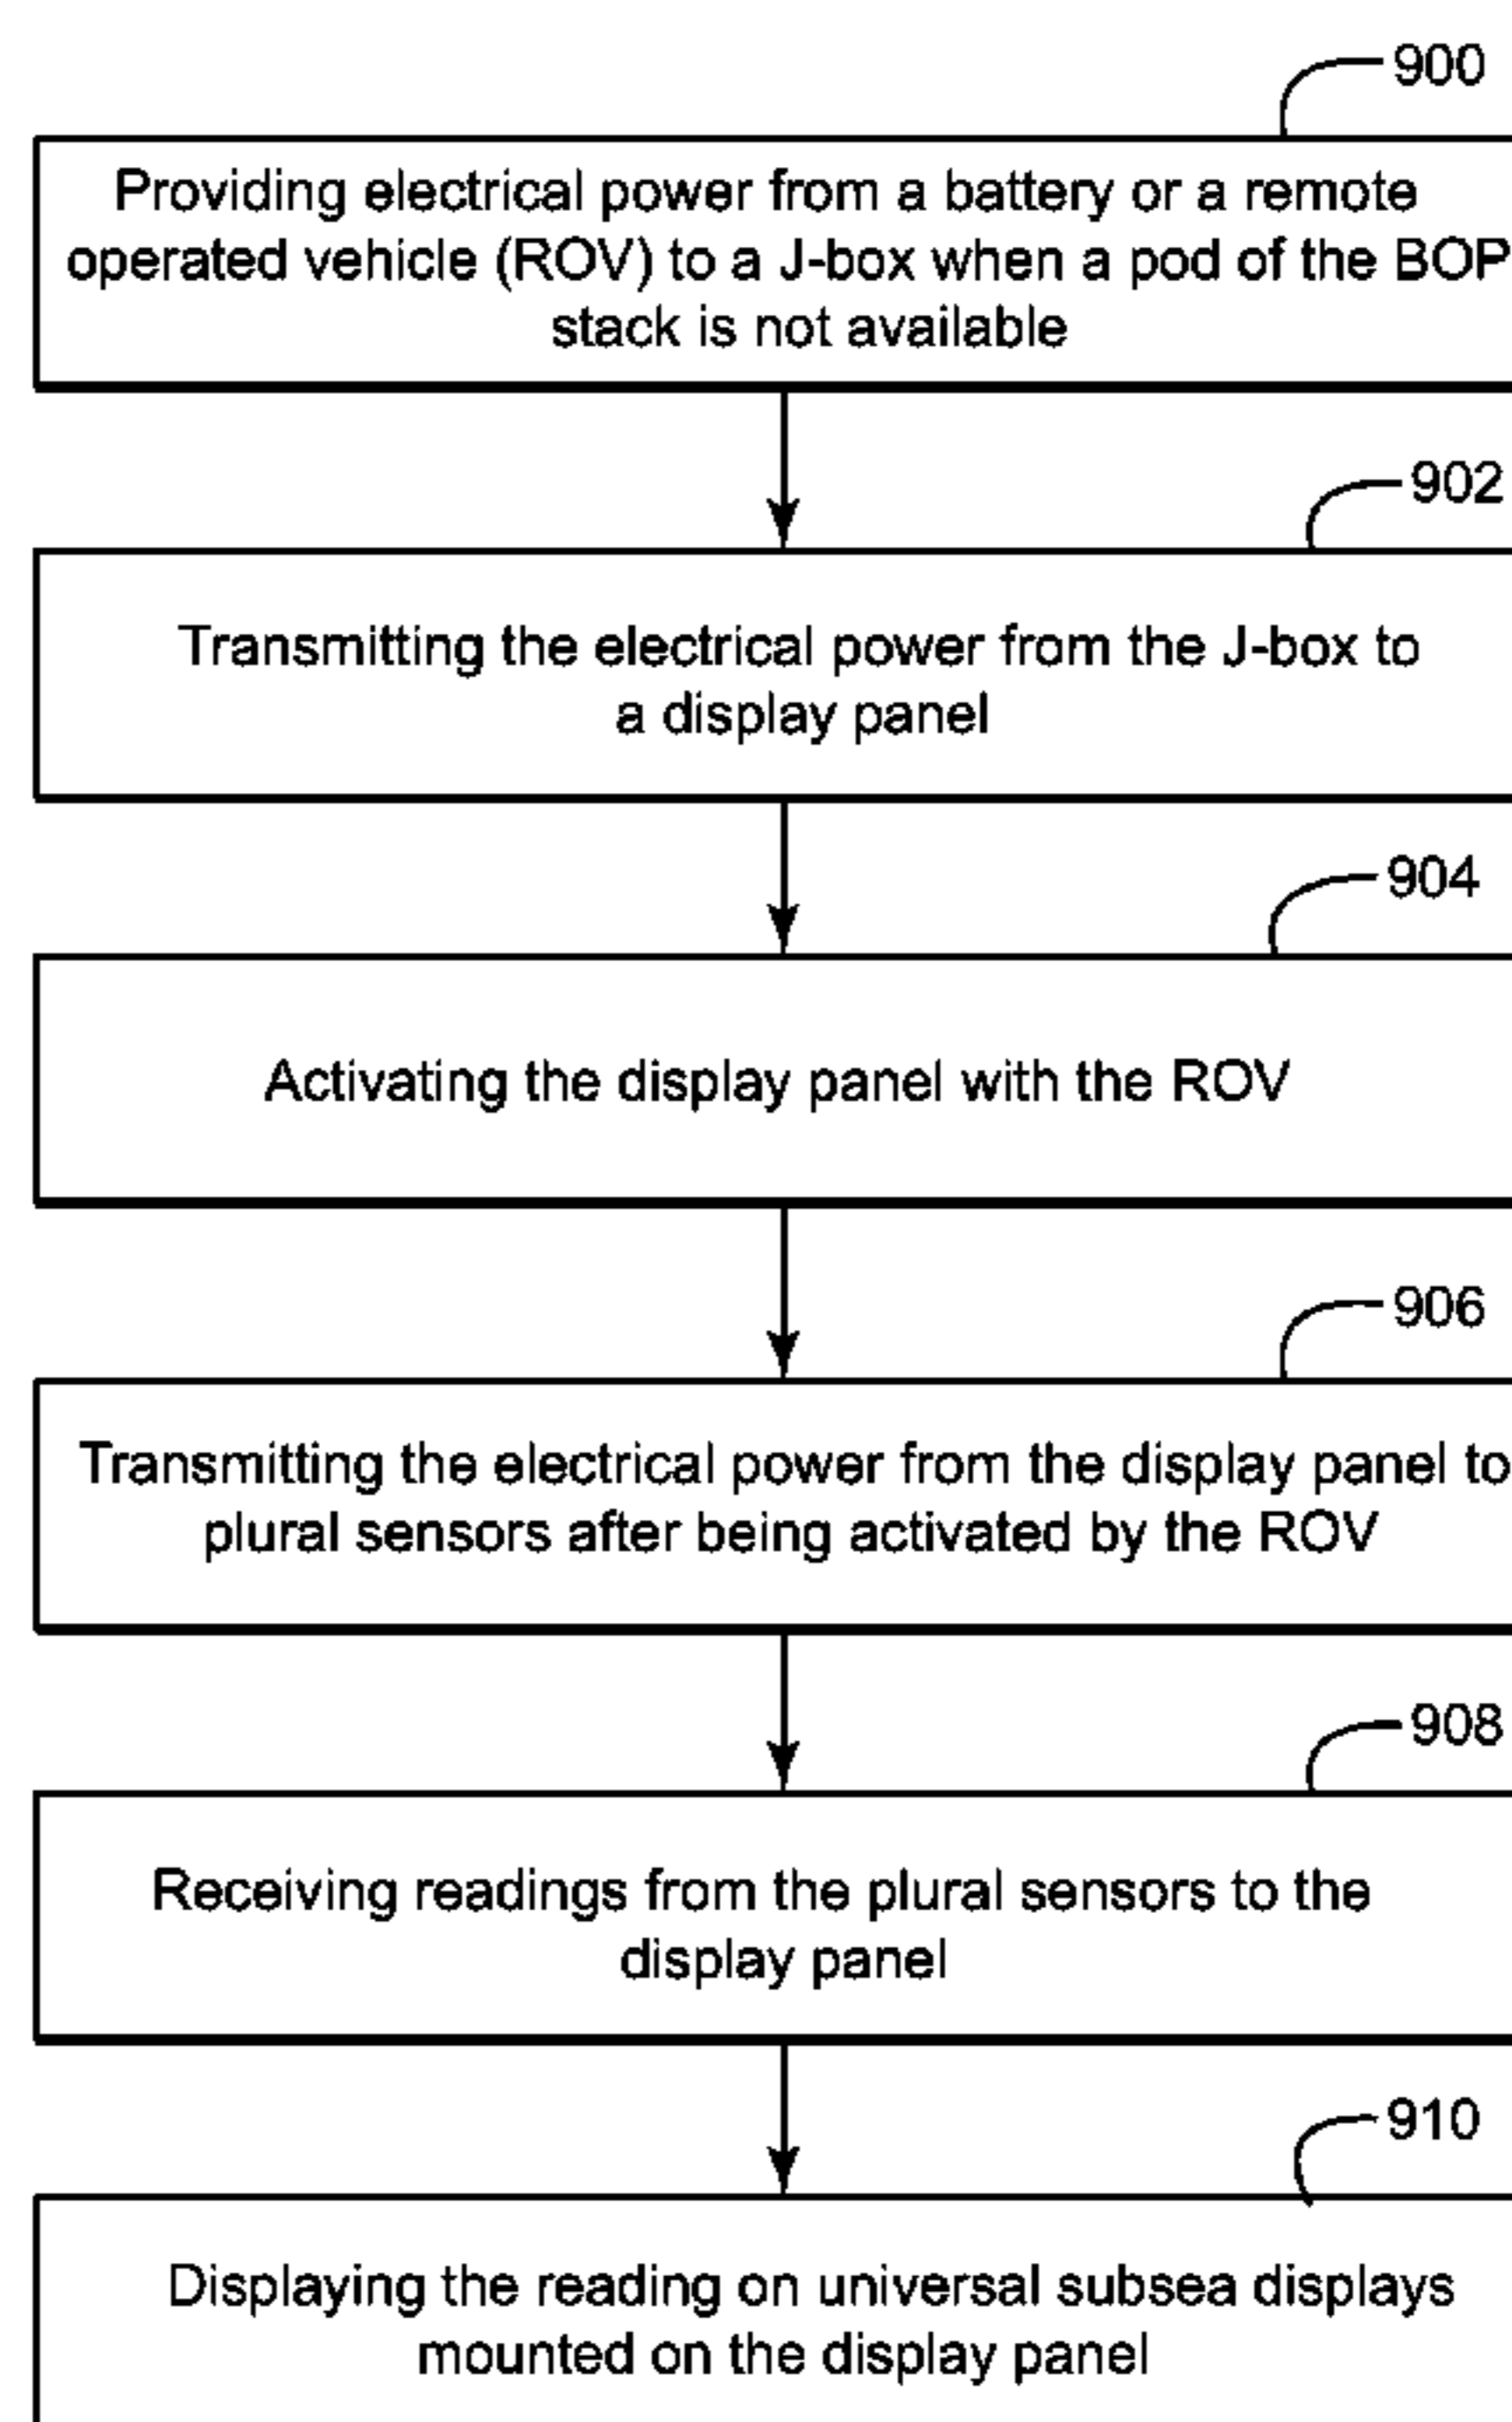 900
Providing electrical power from a battery or a remote
operated vehicle (ROV) to a J-box when a pod of the BOP
stack is not available
902
Transmitting the electrical power from the J-box to
a display panel
904
Activating the display panel with the ROV
906
Transmitting the electrical power from the display panel to
plural sensors after being activated by the ROV
908
Receiving readings from the plural sensors to the
display panel
910
Displaying the reading on universal subsea displays
mounted on the display panel